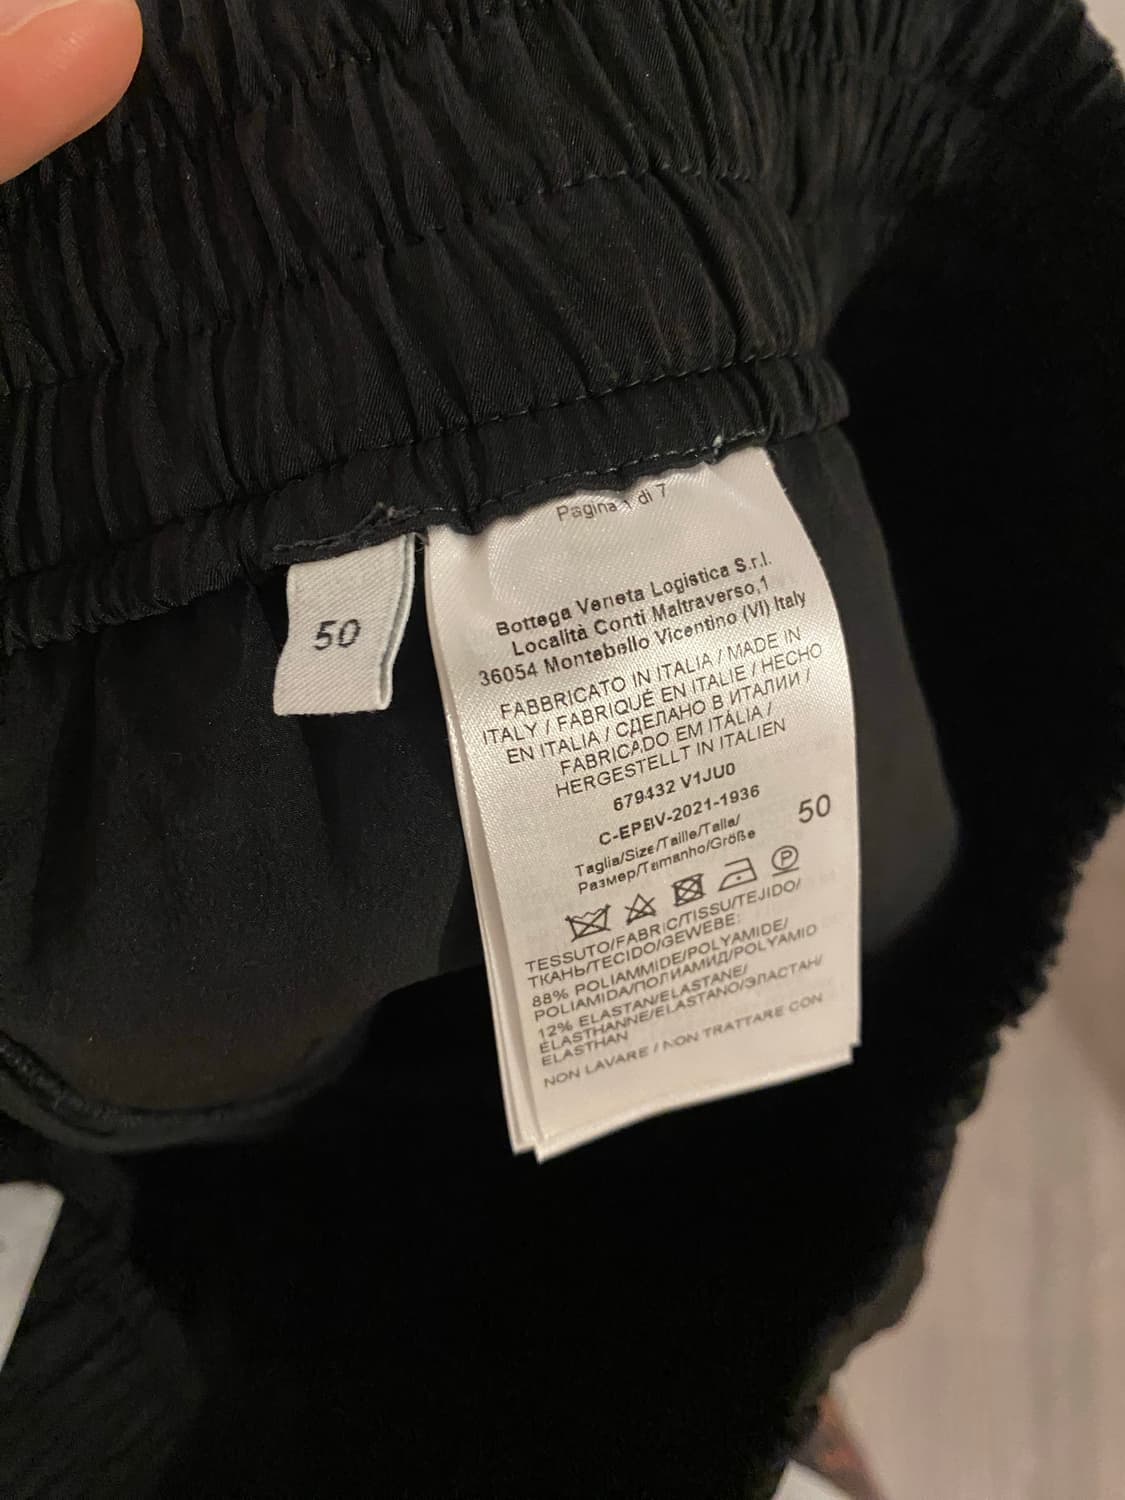 Pagina 1 di 7
50
Bottega Veneta Logistica S.r.l.
Località Conti Maltraverso,1
36054 Montebello Vicentino (VI) Italy
FABBRICATO IN ITALIA / MADE IN
ITALY / FABRIQUÉ EN ITALIE / HECHO
EN ITALIA / СДЕЛАНО В ИТАЛИИ /
FABRICADO EM ITÁLIA /
HERGESTELLT IN ITALIEN
679432 V1JU0
C-EPBV-2021-1936
Taglia/Size/Taille/Talla/
Размер/Tamanho/Größe 50
P
TESSUTO/FABRIC/TISSU/TEJIDO/
ТКАНЬ/TECIDO/GEWEBE:
88% POLIAMMIDE/POLYAMIDE/
POLIAMIDA/ПОЛИАМИД/POLYAMID
12% ELASTAN/ELASTANE/
ÉLASTHANNE/ELASTANO/ЭЛАСТАН/
ELASTHAN
NON LAVARE / NON TRATTARE CON